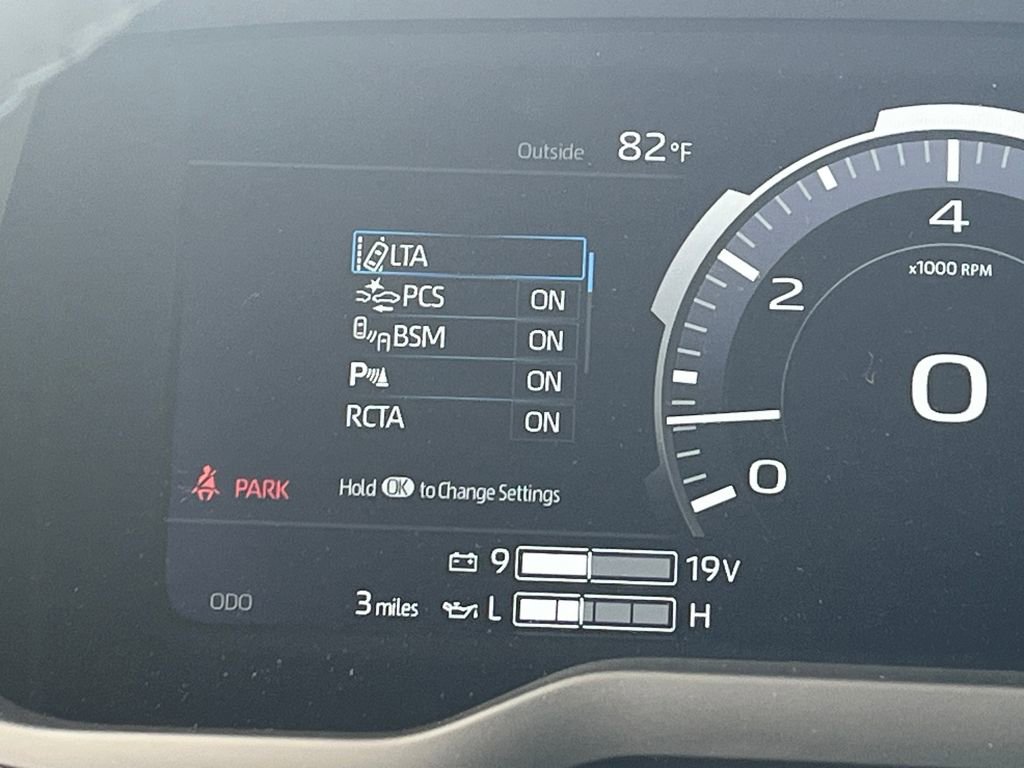 Outside 82°F
LTA
PCS ON
BSM ON
P ON
RCTA ON
PARK Hold OK to Change Settings
9 19V
ODO 3 miles L H
4
x1000 RPM
2
0
0